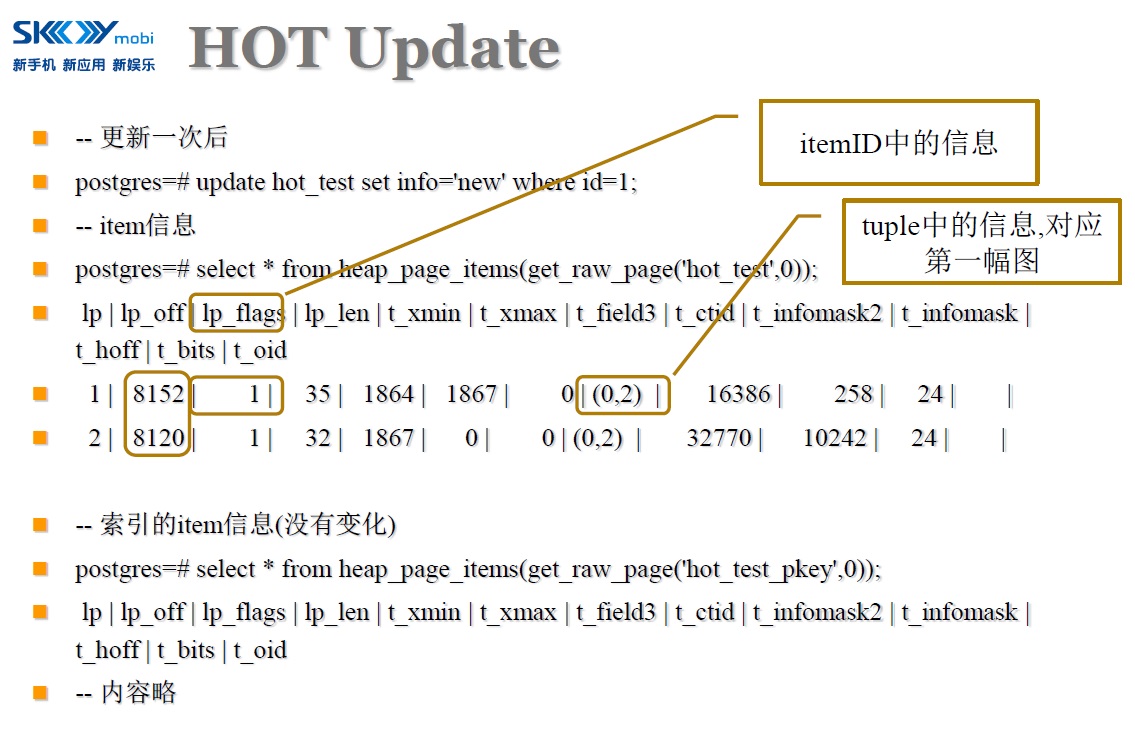 SKYmobi
新手机 新应用 新娱乐
HOT Update
itemID中的信息
tuple中的信息,对应
第一幅图
-- 更新一次后
postgres=# update hot_test set info='new' where id=1;
-- item信息
postgres=# select * from heap_page_items(get_raw_page('hot_test',0));
lp | lp_off | lp_flags | lp_len | t_xmin | t_xmax | t_field3 | t_ctid | t_infomask2 | t_infomask |
t_hoff | t_bits | t_oid
1 | 8152 | 1 | 35 | 1864 | 1867 | 0 | (0,2) | 16386 | 258 | 24 | |
2 | 8120 | 1 | 32 | 1867 | 0 | 0 | (0,2) | 32770 | 10242 | 24 | |
-- 索引的item信息(没有变化)
postgres=# select * from heap_page_items(get_raw_page('hot_test_pkey',0));
lp | lp_off | lp_flags | lp_len | t_xmin | t_xmax | t_field3 | t_ctid | t_infomask2 | t_infomask |
t_hoff | t_bits | t_oid
-- 内容略